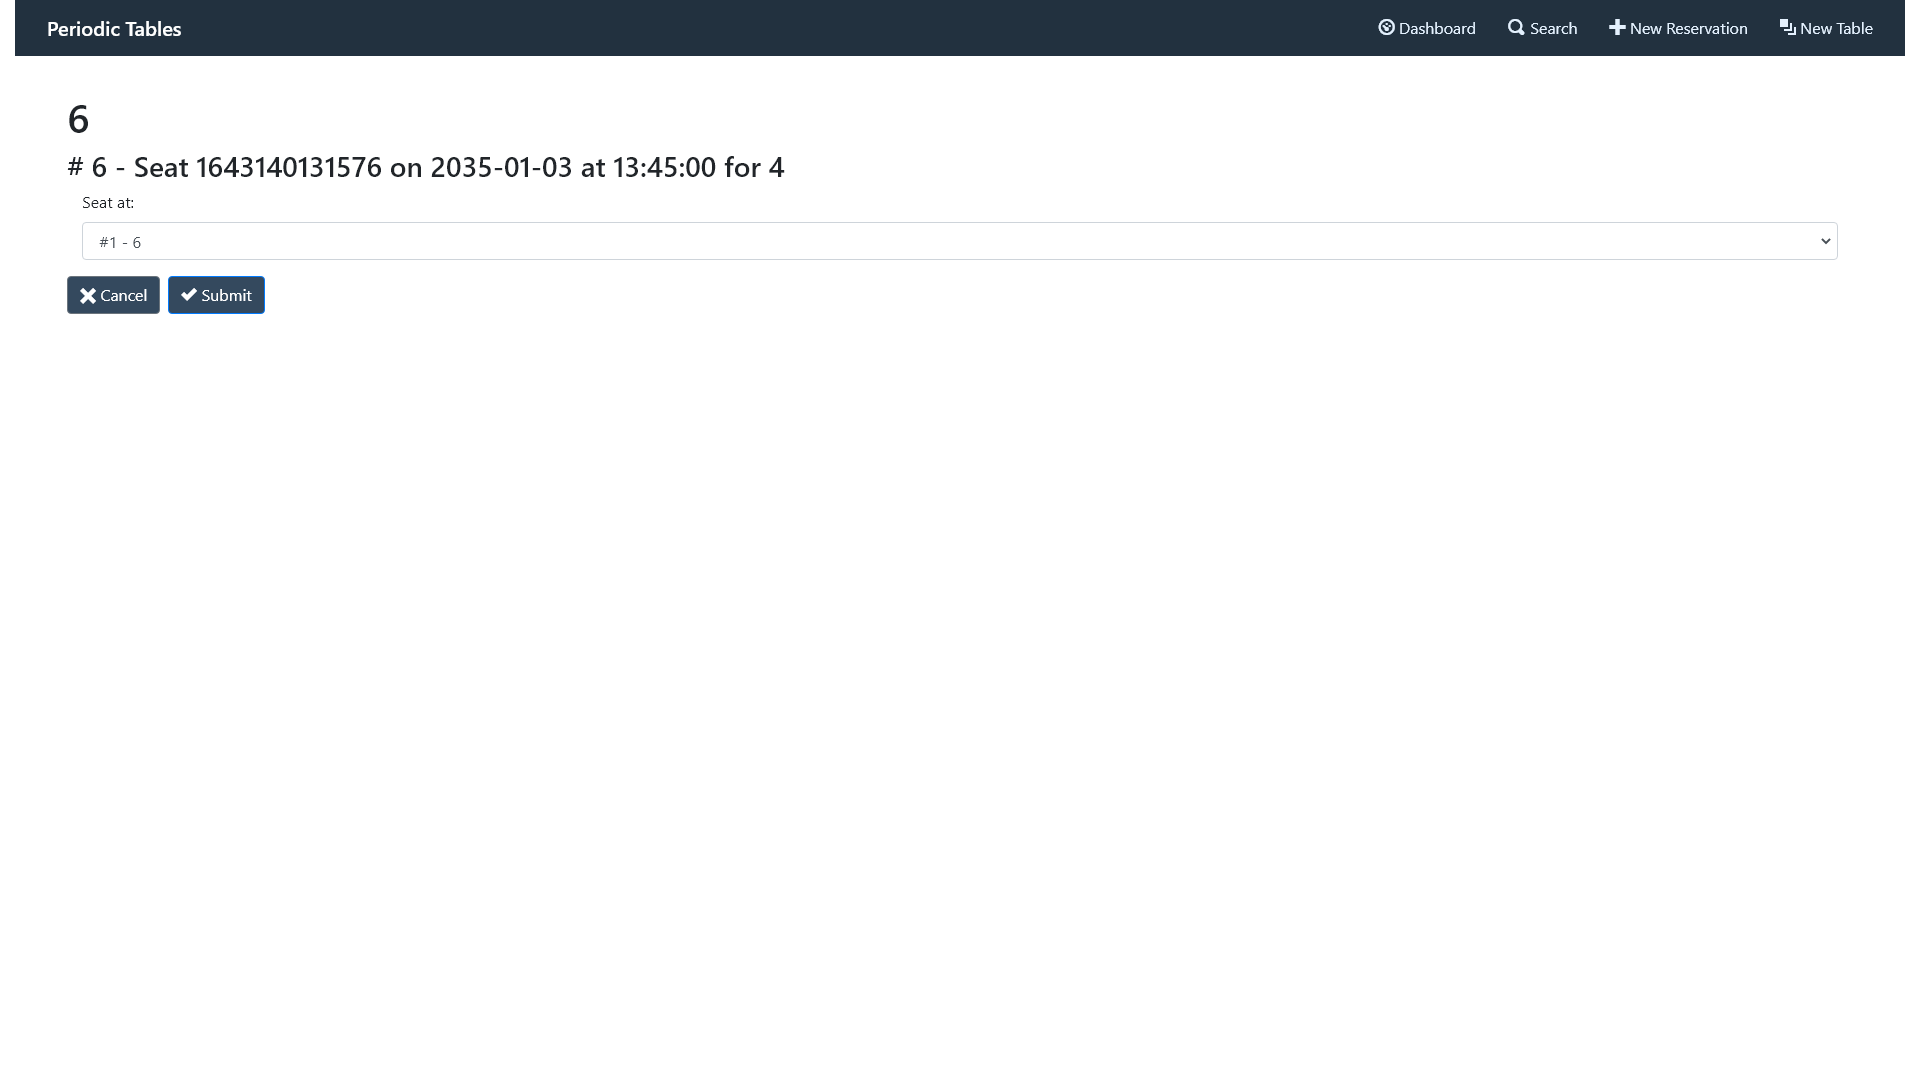 Periodic Tables
Dashboard
Search
New Reservation
New Table
6
# 6 - Seat 1643140131576 on 2035-01-03 at 13:45:00 for 4
Seat at:
#1 - 6
Cancel
Submit